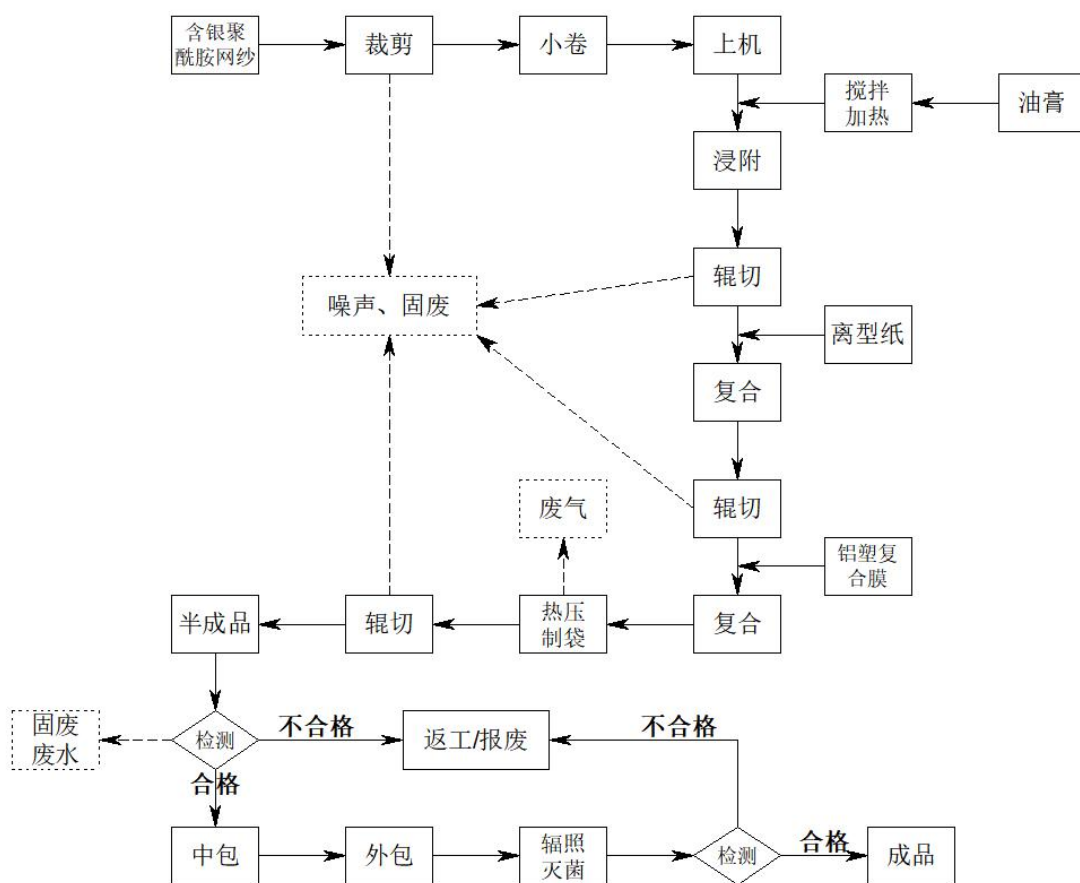 含银聚
酰胺网纱
裁剪
小卷
上机
搅拌
加热
油膏
浸附
辊切
噪声、固废
离型纸
复合
废气
辊切
铝塑复
合膜
半成品
辊切
热压
制袋
复合
固废
废水
检测
不合格
返工/报废
不合格
合格
中包
外包
辐照
灭菌
检测
合格
成品